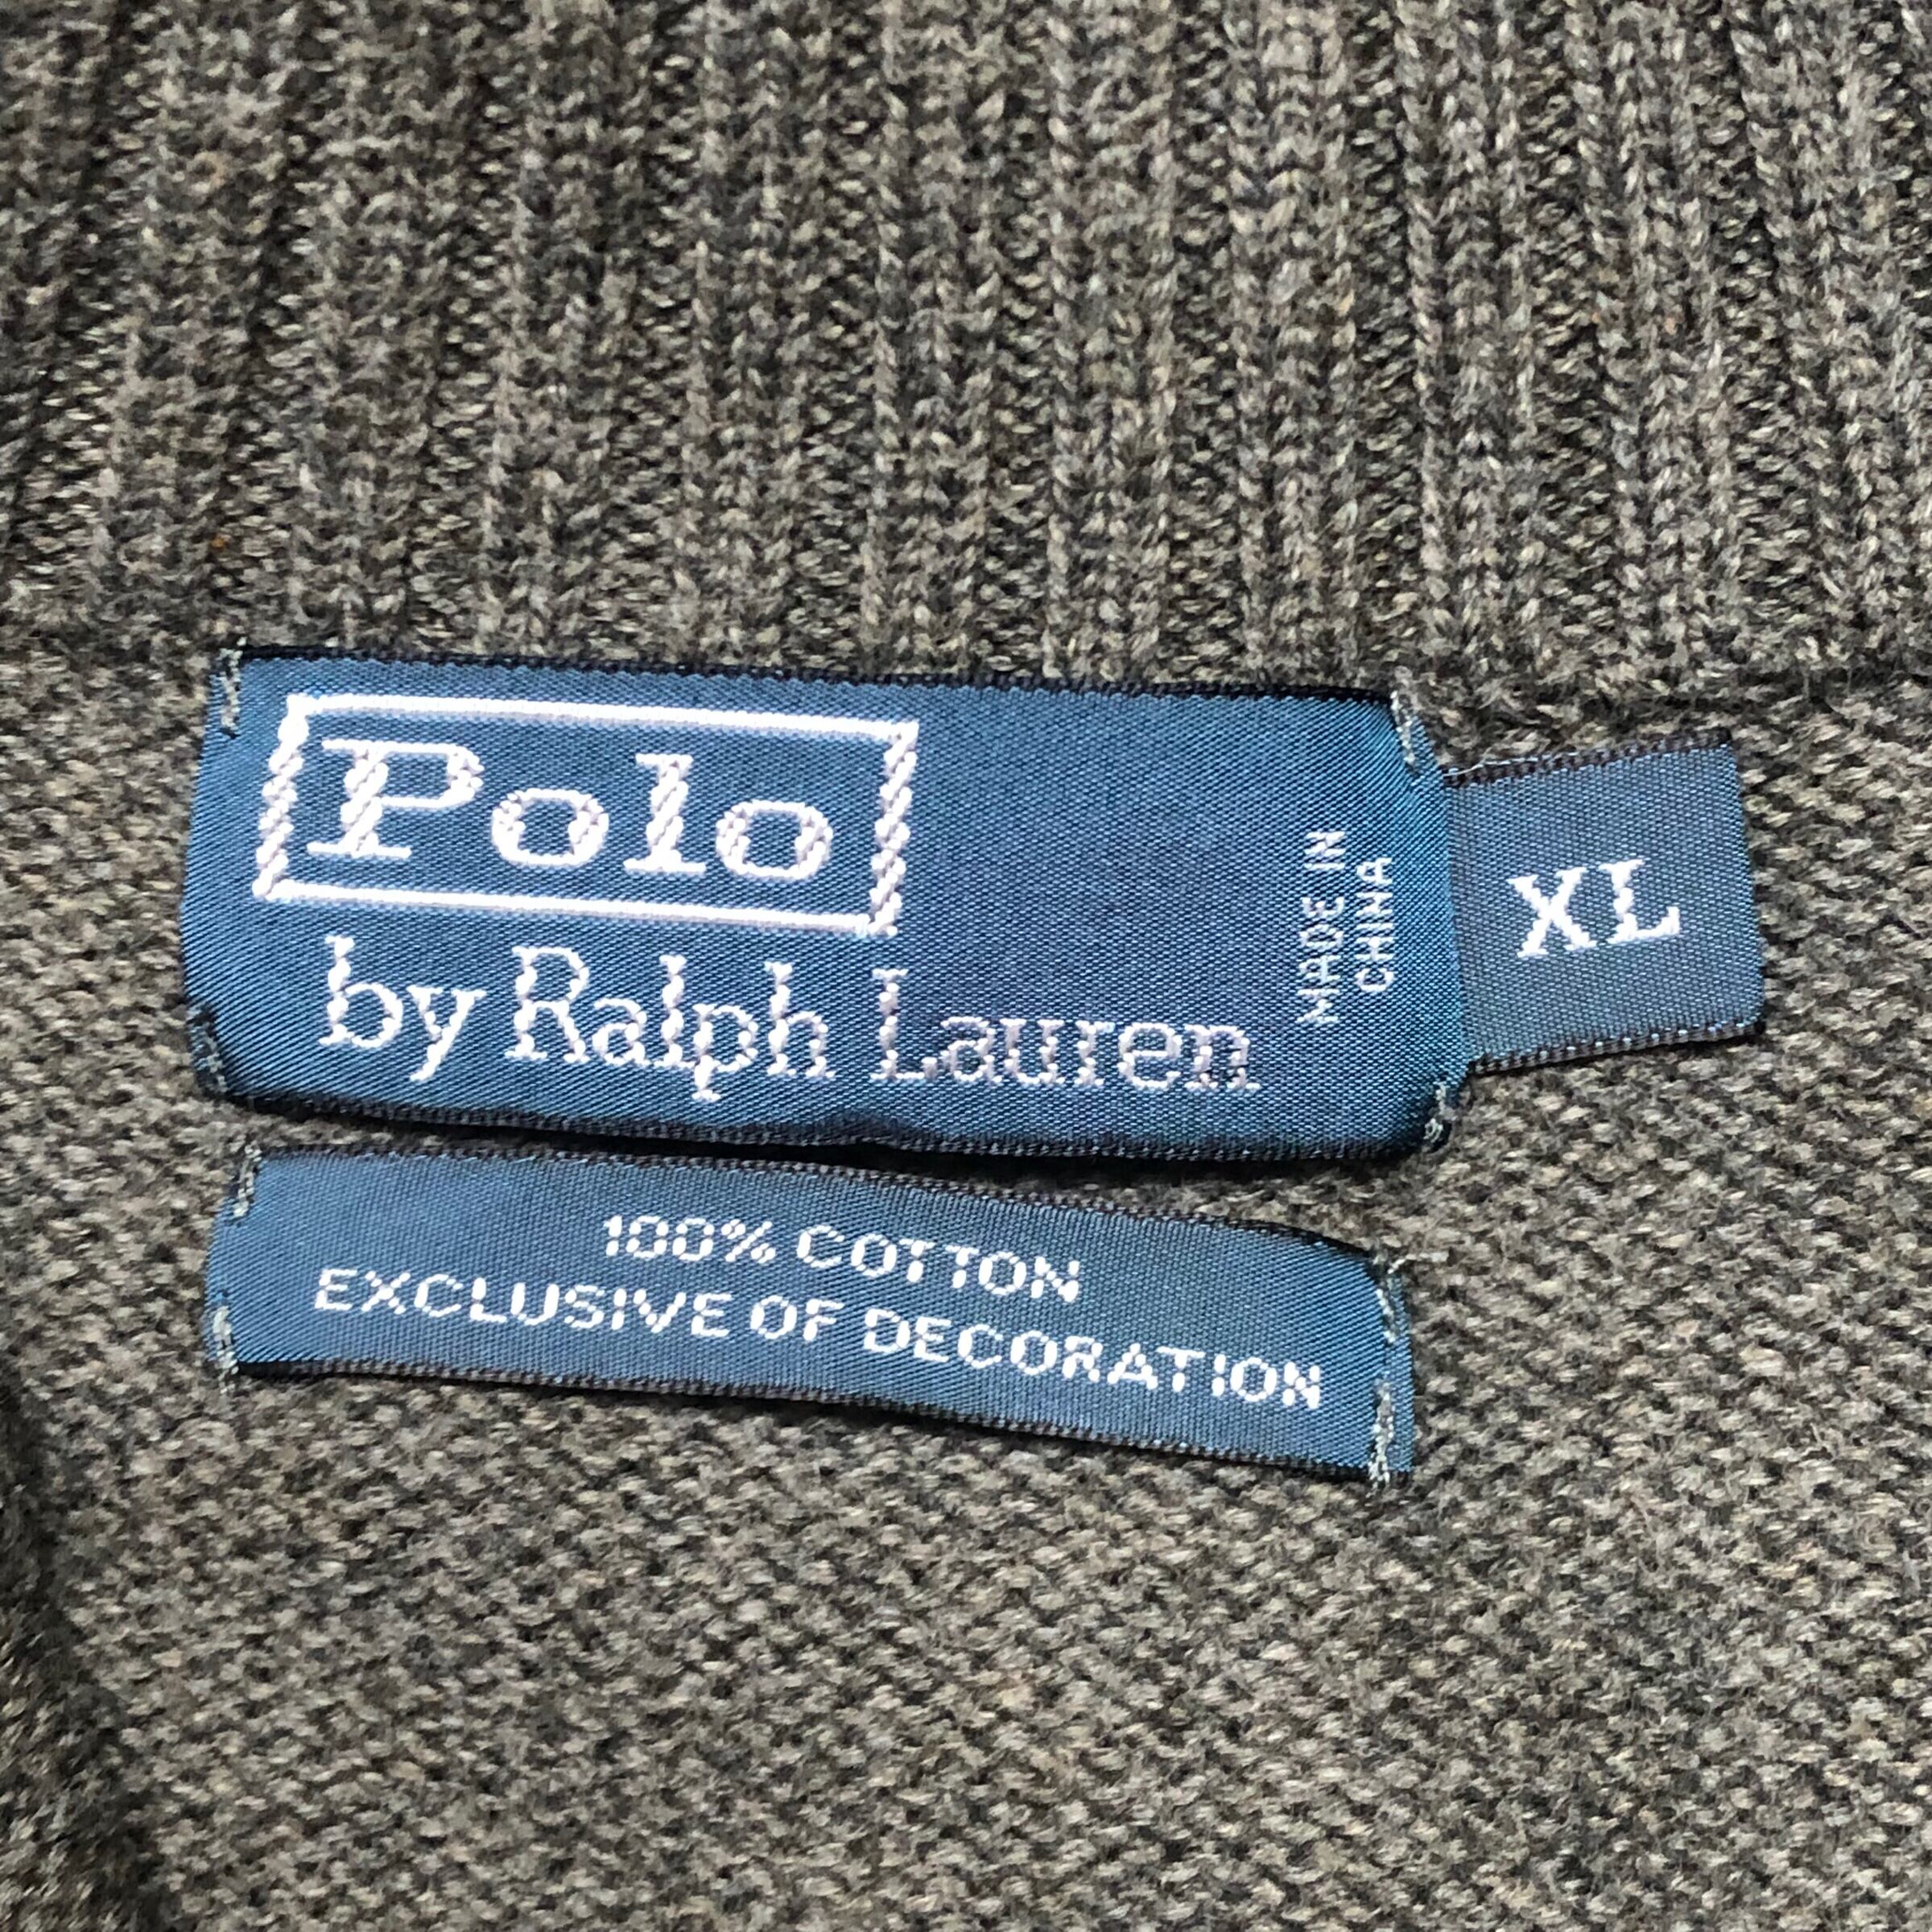 Polo
by Ralph Lauren
MADE IN
CHINA
XL
100% COTTON
EXCLUSIVE OF DECORATION